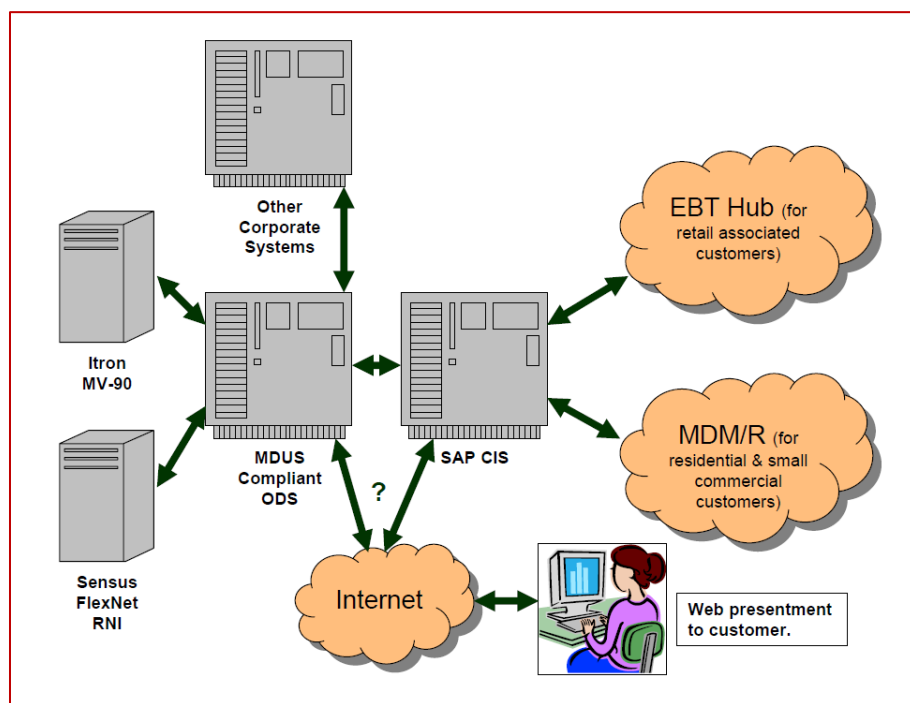 Other
Corporate
Systems
EBT Hub (for
retail associated
customers)
Itron
MV-90
MDUS
Compliant
ODS
SAP CIS
MDM/R (for
residential & small
commercial
customers)
?
Sensus
FlexNet
RNI
Internet
Web presentment
to customer.